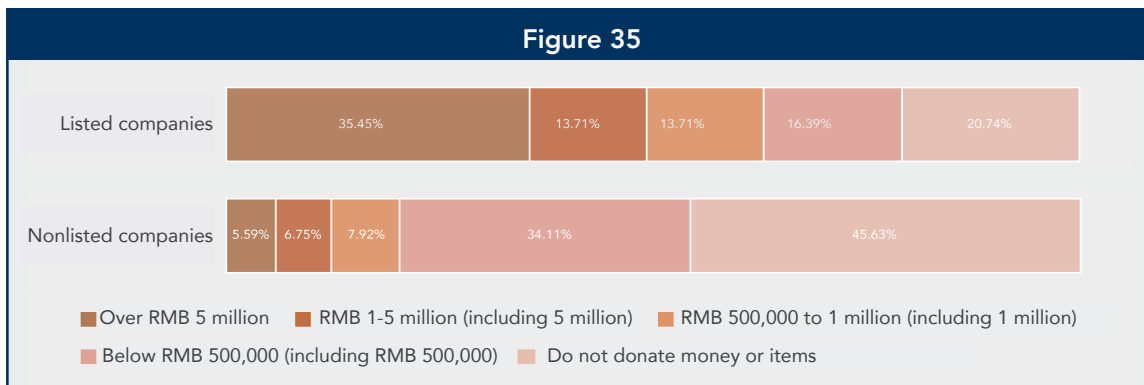 Figure 35
Listed companies
35.45% 13.71% 13.71% 16.39% 20.74%
Nonlisted companies
5.59% 6.75% 7.92% 34.11% 45.63%
Over RMB 5 million RMB 1-5 million (including 5 million) RMB 500,000 to 1 million (including 1 million)
Below RMB 500,000 (including RMB 500,000) Do not donate money or items